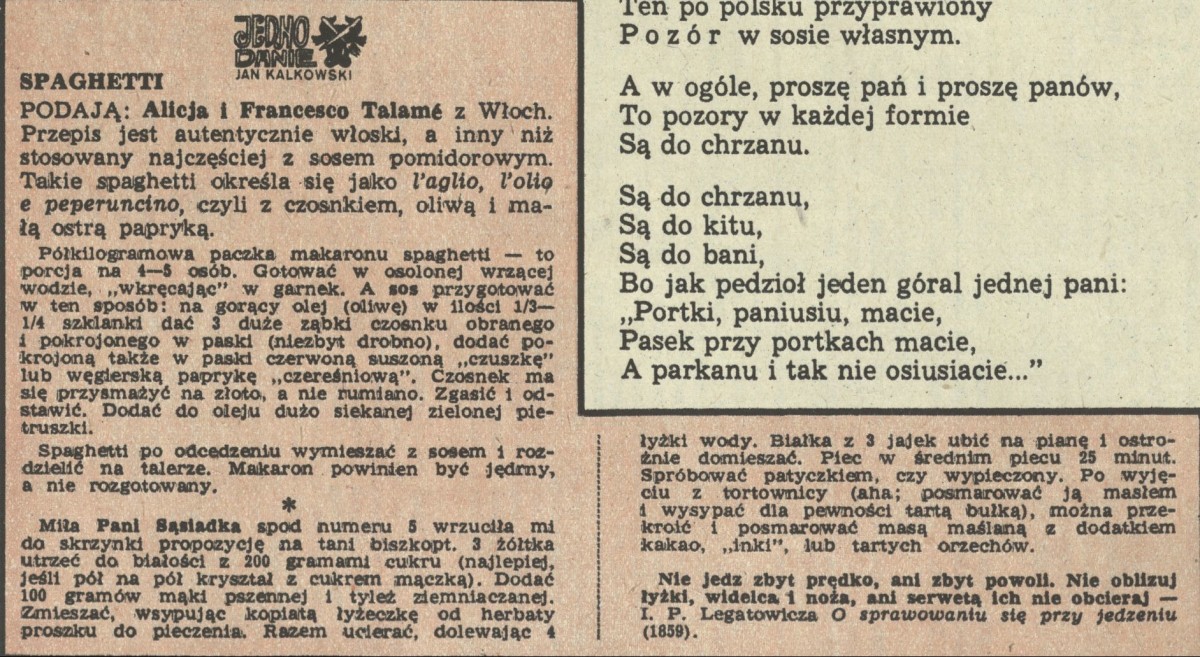 JEDNO
DANIE
JAN KALKOWSKI
SPAGHETTI
PODAJĄ: Alicja i Francesco Talamé z Włoch.
Przepis jest autentycznie włoski, a inny niż
stosowany najczęściej z sosem pomidorowym.
Takie spaghetti określa się jako l'aglio, l'olio
e peperuncino, czyli z czosnkiem, oliwą i ma-
łą ostrą papryką.
Półkilogramowa paczka makaronu spaghetti — to
porcja na 4—5 osób. Gotować w osolonej wrzącej
wodzie, „wkręcając" w garnek. A sos przygotować
w ten sposób: na gorący olej (oliwę) w ilości 1/3—
1/4 szklanki dać 3 duże ząbki czosnku obranego
i pokrojonego w paski (niezbyt drobno), dodać po-
krojoną także w paski czerwoną suszoną „czuszkę"
lub węgierską paprykę „czereśniową". Czosnek ma
się przysmażyć na złoto, a nie rumiano. Zgasić i od-
stawić. Dodać do oleju dużo siekanej zielonej pie-
truszki.
Spaghetti po odcedzeniu wymieszać z sosem i roz-
dzielić na talerze. Makaron powinien być jędrny,
a nie rozgotowany.
*
Miła Pani Sąsiadka spod numeru 5 wrzuciła mi
do skrzynki propozycję na tani biszkopt. 3 żółtka
utrzeć do białości z 200 gramami cukru (najlepiej,
jeśli pół na pół kryształ z cukrem mączką). Dodać
100 gramów mąki pszennej i tyleż ziemniaczanej.
Zmieszać, wsypując kopiatą łyżeczkę od herbaty
proszku do pieczenia. Razem ucierać, dolewając 4
łyżki wody. Białka z 3 jajek ubić na pianę i ostro-
żnie domieszać. Piec w średnim piecu 25 minut.
Spróbować patyczkiem, czy wypieczony. Po wyję-
ciu z tortownicy (aha; posmarować ją masłem
i wysypać dla pewności tartą bułką), można prze-
kroić i posmarować masą maślaną z dodatkiem
kakao, „inki", lub tartych orzechów.
Nie jedz zbyt prędko, ani zbyt powoli. Nie oblizuj
łyżki, widelca i noża, ani serwetą ich nie obcieraj —
I. P. Legatowicza O sprawowaniu się przy jedzeniu
(1859).
Ten po polsku przyprawiony
Pozór w sosie własnym.
A w ogóle, proszę pań i proszę panów,
To pozory w każdej formie
Są do chrzanu.
Są do chrzanu,
Są do kitu,
Są do bani,
Bo jak pedzioł jeden góral jednej pani:
„Portki, paniusiu, macie,
Pasek przy portkach macie,
A parkanu i tak nie osiusiacie..."